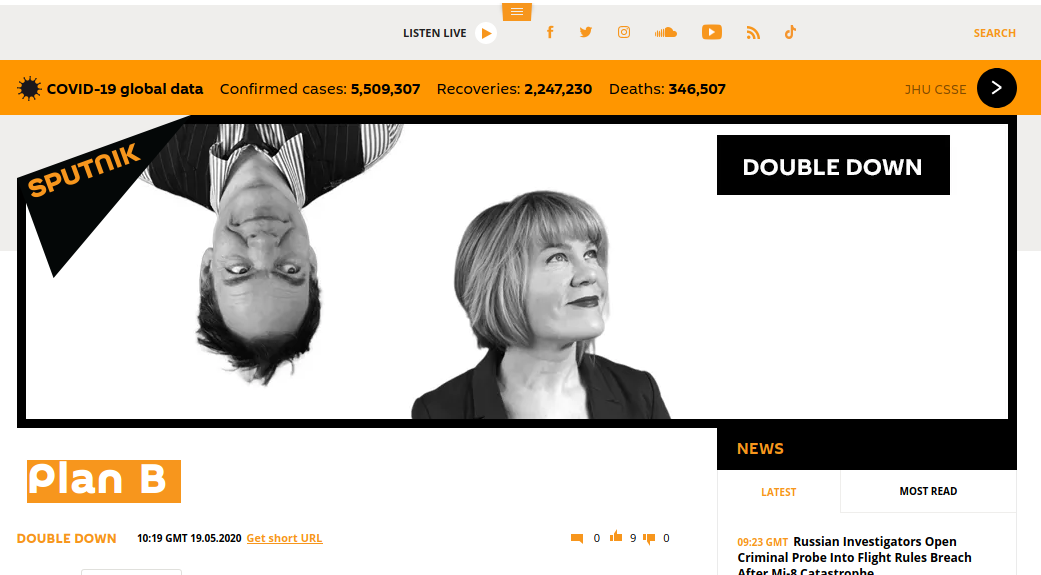 LISTEN LIVE
SEARCH
COVID-19 global data Confirmed cases: 5,509,307 Recoveries: 2,247,230 Deaths: 346,507 JHU CSSE
SPUTNIK
DOUBLE DOWN
Plan B
DOUBLE DOWN 10:19 GMT 19.05.2020 Get short URL 0 9 0
NEWS
LATEST MOST READ
09:23 GMT Russian Investigators Open
Criminal Probe Into Flight Rules Breach
After Mi-8 Catastrophe